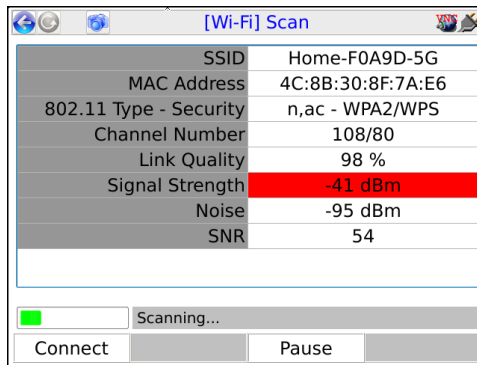 [Wi-Fi] Scan
VNC
SSID Home-F0A9D-5G
MAC Address 4C:8B:30:8F:7A:E6
802.11 Type - Security n,ac - WPA2/WPS
Channel Number 108/80
Link Quality 98 %
Signal Strength -41 dBm
Noise -95 dBm
SNR 54
Scanning...
Connect Pause